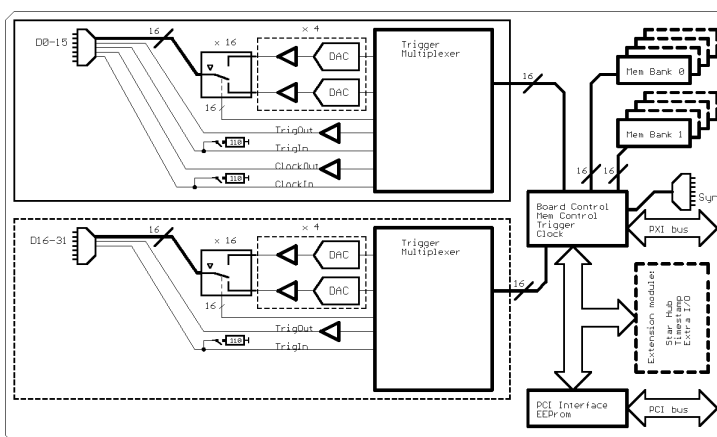 D0-15
16
× 16
16
× 4
DAC
DAC
Trigger
Multiplexer
TrigOut
110
TrigIn
ClockOut
110
ClockIn
16
Mem Bank 0
Mem Bank 1
16
16
Board Control
Mem Control
Trigger
Clock
Syn
PXI bus
D16-31
16
× 16
16
× 4
DAC
DAC
Trigger
Multiplexer
TrigOut
110
TrigIn
16
Extension module:
Star Hub
Timestamp
Extra I/O
PCI Interface
EEProm
PCI bus